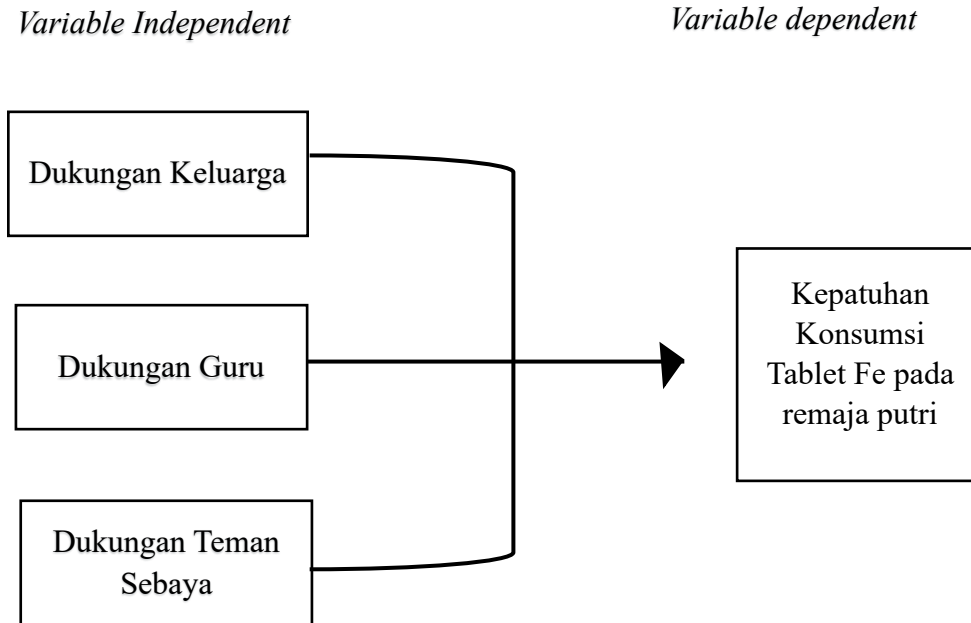 Variable Independent
Variable dependent
Dukungan Keluarga
Dukungan Guru
Dukungan Teman
Sebaya
Kepatuhan
Konsumsi
Tablet Fe pada
remaja putri